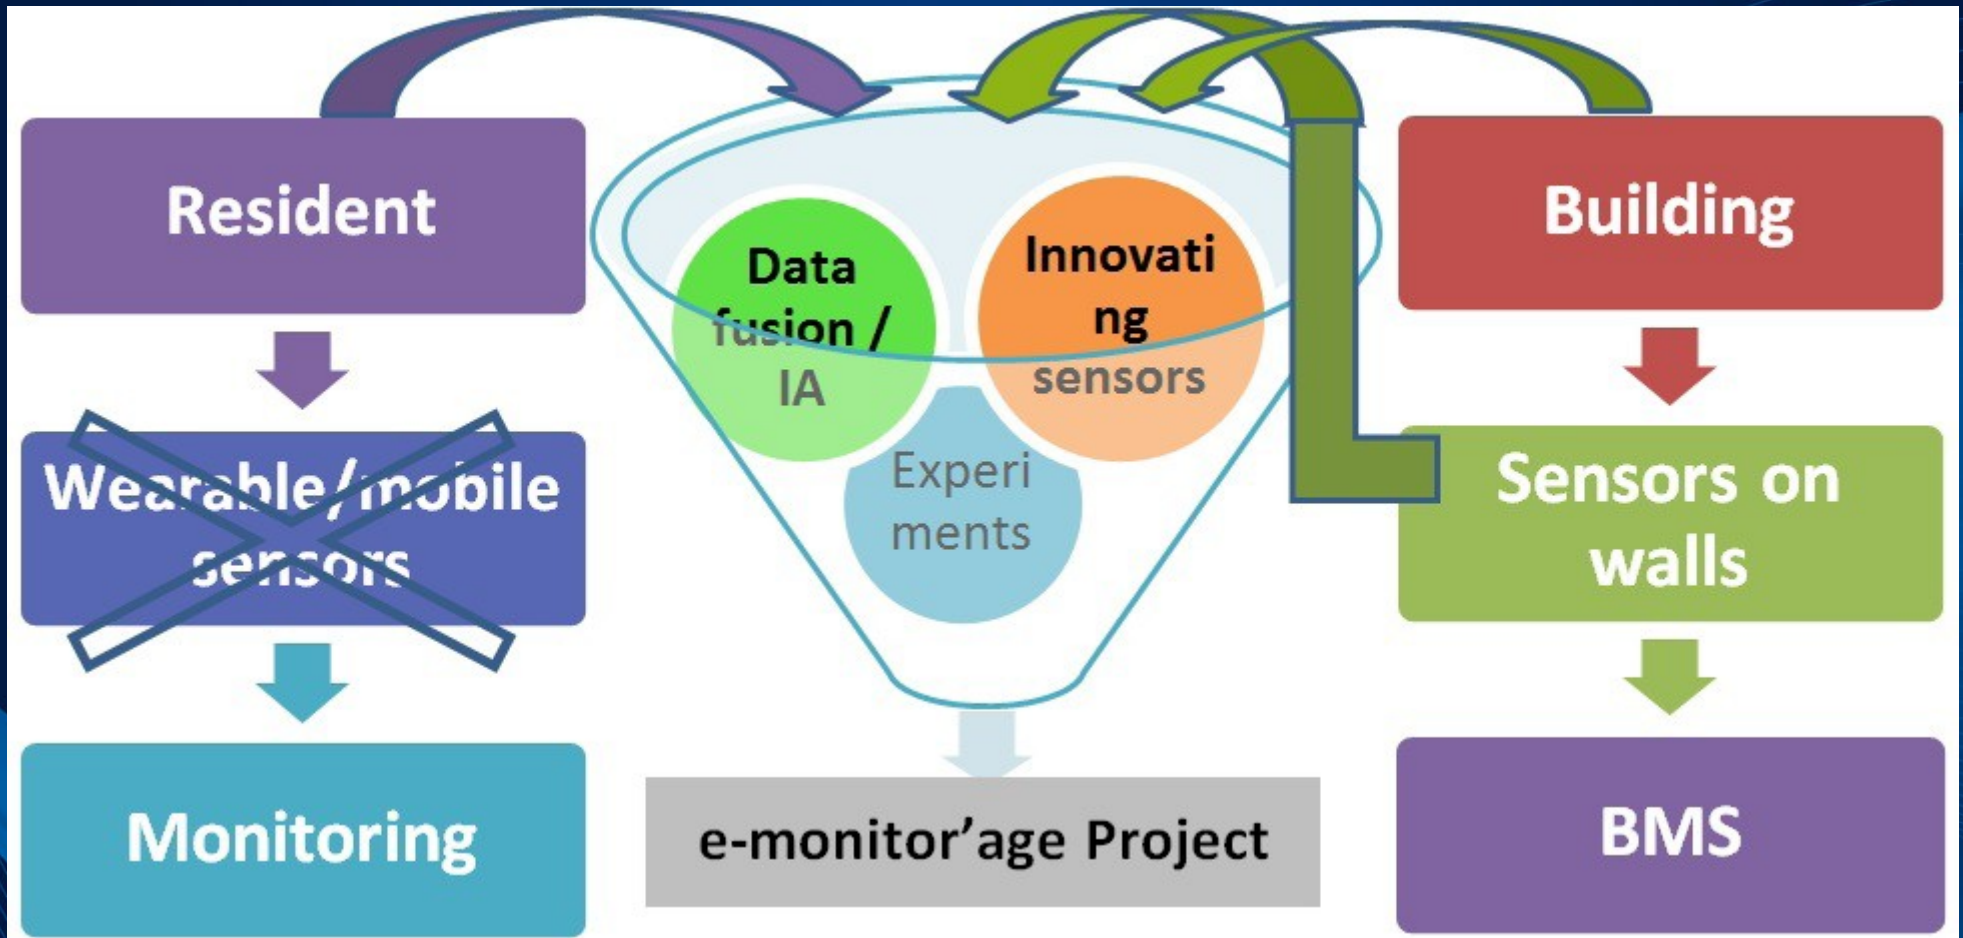 Resident
Wearable/mobile
sensors
Monitoring
Data
fusion /
IA
Innovati
ng
sensors
Experi
ments
e-monitor’age Project
Building
Sensors on
walls
BMS